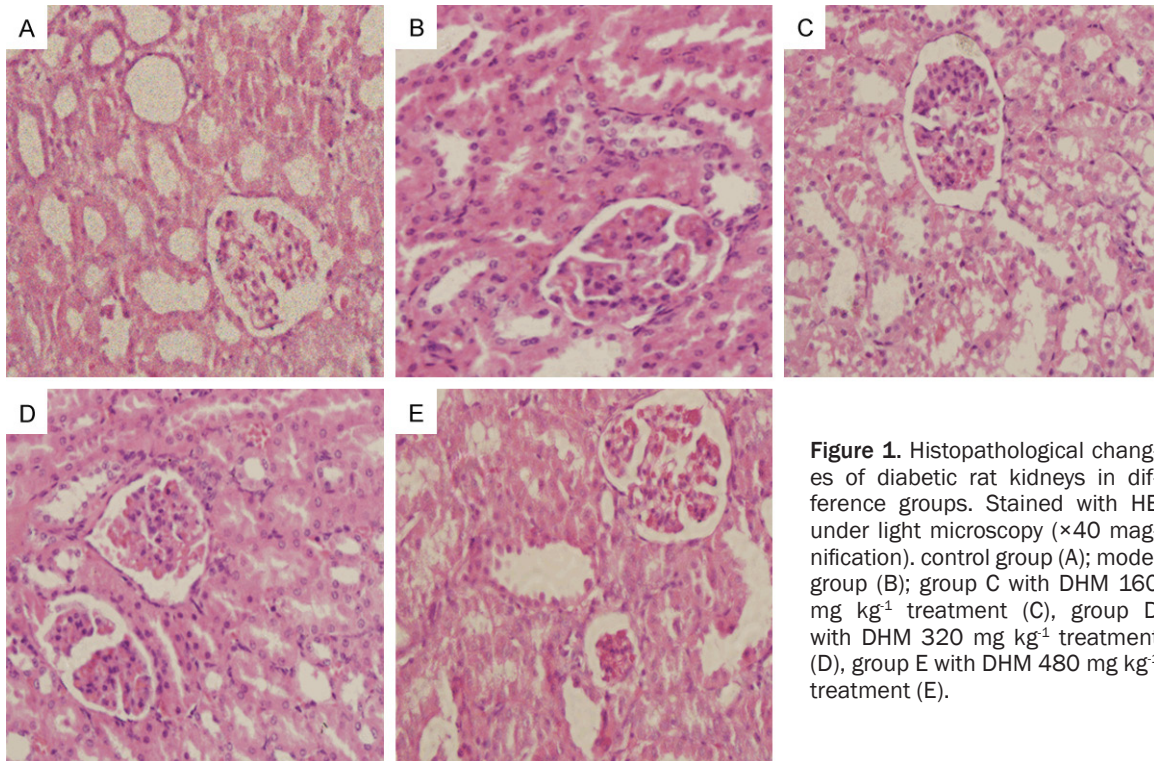 A
B
C
D
E
Figure 1. Histopathological chang-
es of diabetic rat kidneys in dif-
ference groups. Stained with HE
under light microscopy (×40 mag-
nification). control group (A); model
group (B); group C with DHM 160
mg kg⁻¹ treatment (C), group D
with DHM 320 mg kg⁻¹ treatment
(D), group E with DHM 480 mg kg⁻¹
treatment (E).